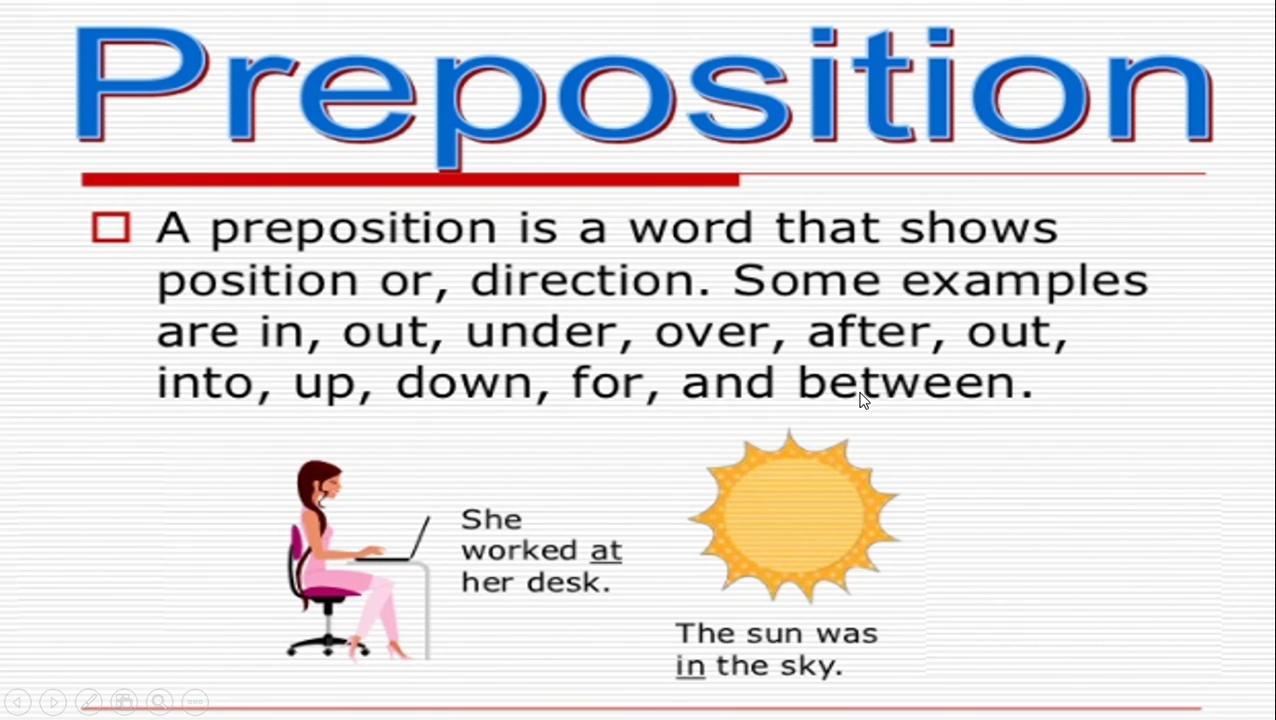 Preposition
A preposition is a word that shows
position or, direction. Some examples
are in, out, under, over, after, out,
into, up, down, for, and between.
She
worked at
her desk.
The sun was
in the sky.